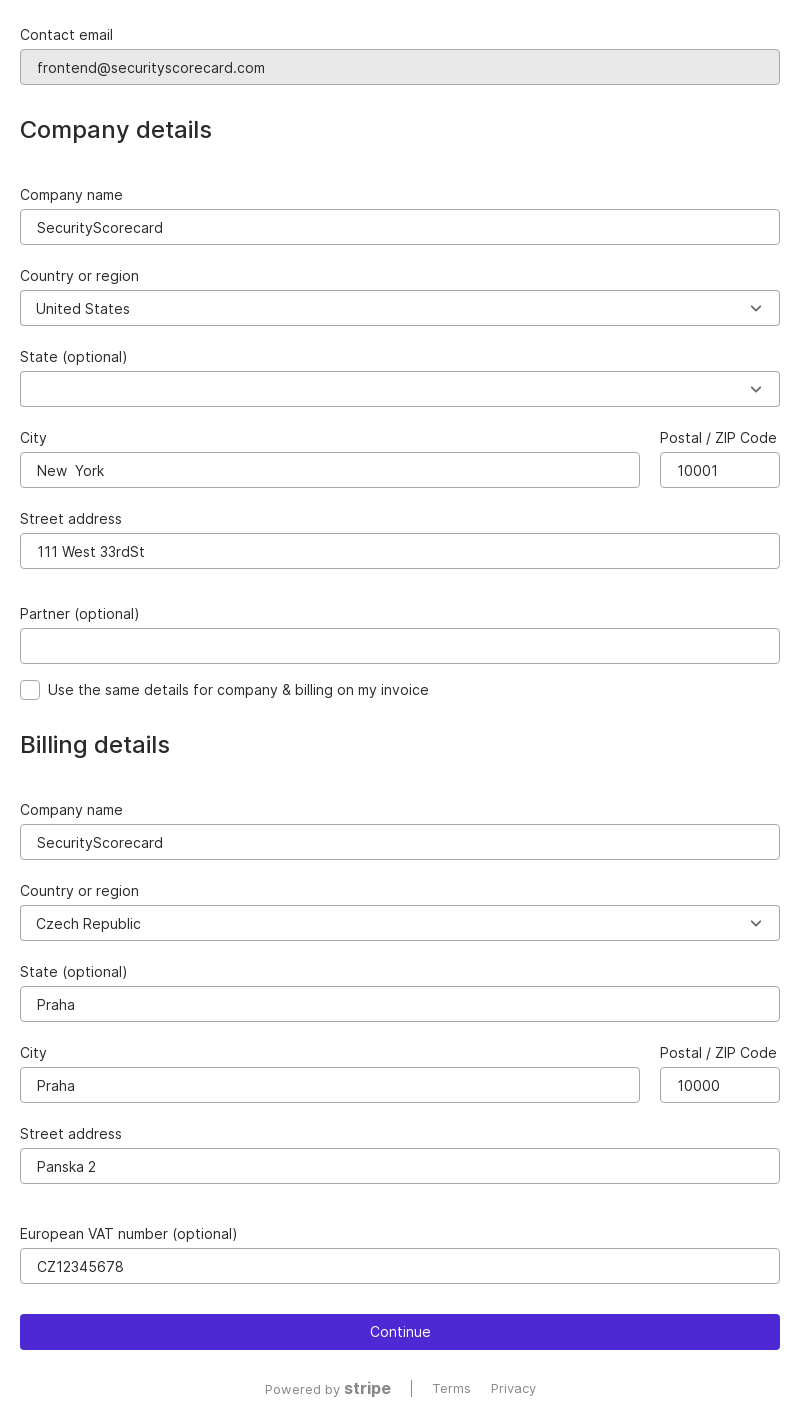 Contact email
frontend@securityscorecard.com
Company details
Company name
SecurityScorecard
Country or region
United States
State (optional)
City
Postal / ZIP Code
New  York
10001
Street address
111 West 33rdSt
Partner (optional)
Use the same details for company & billing on my invoice
Billing details
Company name
SecurityScorecard
Country or region
Czech Republic
State (optional)
Praha
City
Postal / ZIP Code
Praha
10000
Street address
Panska 2
European VAT number (optional)
CZ12345678
Continue
Powered by stripe | Terms Privacy